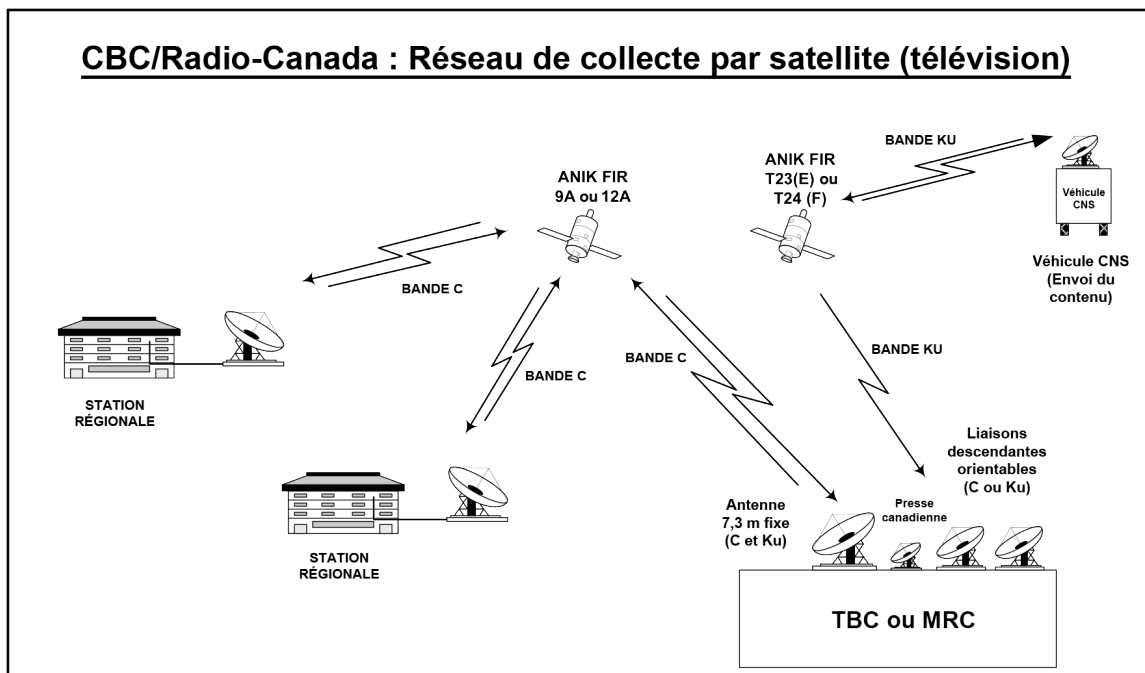 CBC/Radio-Canada : Réseau de collecte par satellite (télévision)
BANDE KU
ANIK FIR
9A ou 12A
ANIK FIR
T23(E) ou
T24 (F)
Véhicule
CNS
Véhicule CNS
(Envoi du
contenu)
BANDE C
BANDE C
BANDE C
BANDE KU
STATION
RÉGIONALE
STATION
RÉGIONALE
Liaisons
descendantes
orientables
(C ou Ku)
Antenne
7,3 m fixe
(C et Ku)
Presse
canadienne
TBC ou MRC